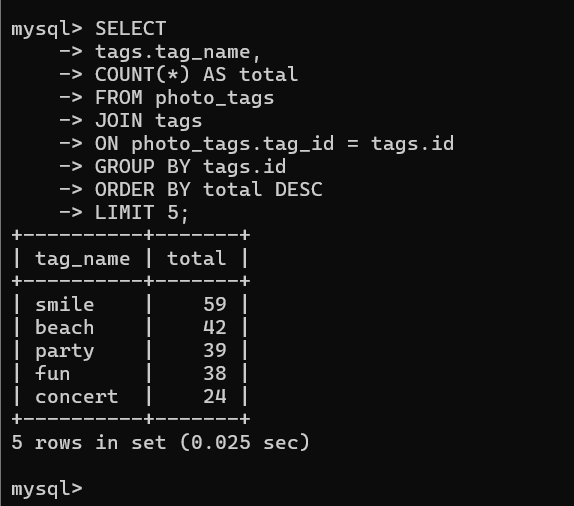 mysql> SELECT
    -> tags.tag_name,
    -> COUNT(*) AS total
    -> FROM photo_tags
    -> JOIN tags
    -> ON photo_tags.tag_id = tags.id
    -> GROUP BY tags.id
    -> ORDER BY total DESC
    -> LIMIT 5;
+----------+-------+
| tag_name | total |
+----------+-------+
| smile    |    59 |
| beach    |    42 |
| party    |    39 |
| fun      |    38 |
| concert  |    24 |
+----------+-------+
5 rows in set (0.025 sec)

mysql>